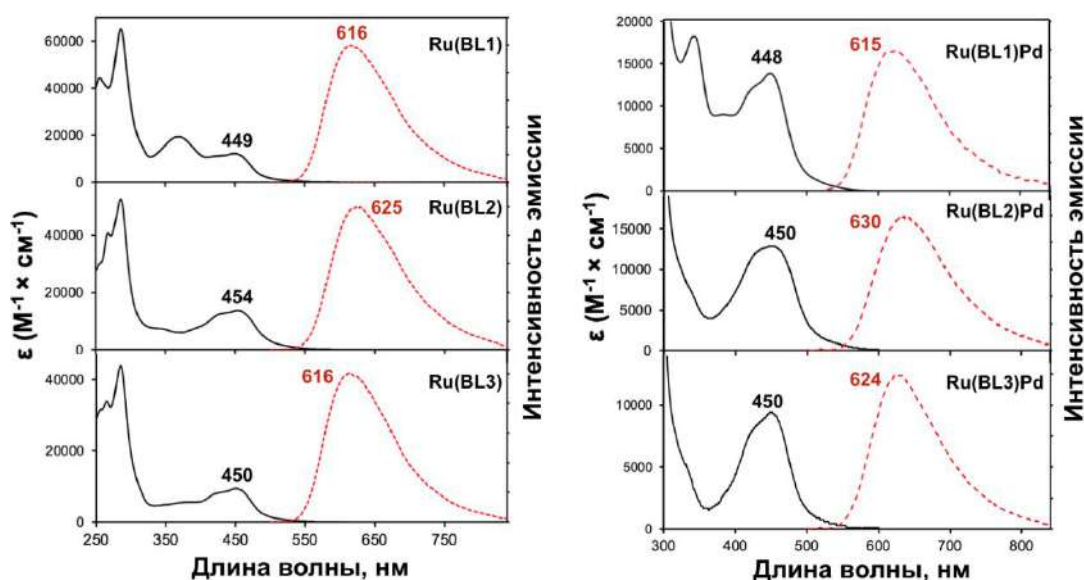 ε (M⁻¹ × см⁻¹)
60000
40000
20000
0
616
449
Ru(BL1)
40000
20000
0
625
454
Ru(BL2)
40000
20000
0
616
450
Ru(BL3)
250 350 450 550 650 750
Длина волны, нм
Интенсивность эмиссии
ε (M⁻¹ × см⁻¹)
20000
15000
10000
5000
0
448
615
Ru(BL1)Pd
15000
10000
5000
0
450
630
Ru(BL2)Pd
10000
5000
0
450
624
Ru(BL3)Pd
300 400 500 600 700 800
Длина волны, нм
Интенсивность эмиссии